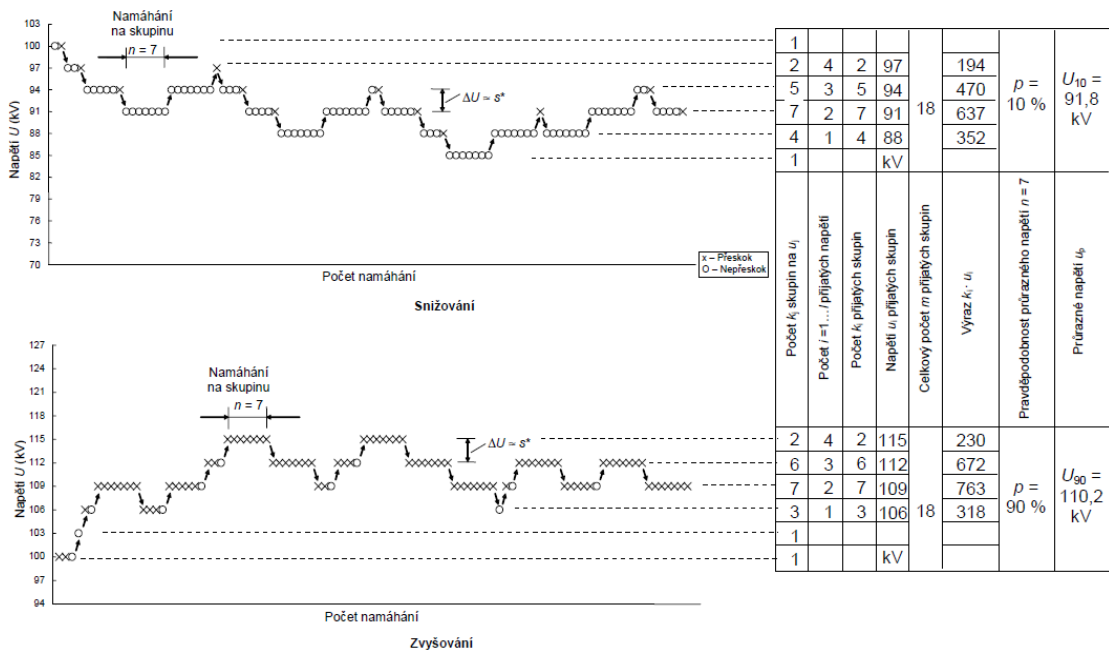 Napětí U (kV)
103
100
97
94
91
88
85
82
79
76
73
70
Namáhání
na skupinu
n = 7
ΔU ≈ s*
x – Přeskok
O – Nepřeskok
Počet namáhání
Snižování
Napětí U (kV)
127
124
121
118
115
112
109
106
103
100
97
94
Namáhání
na skupinu
n = 7
ΔU ≈ s*
Počet namáhání
Zvyšování
1
2 4 2 97 194
5 3 5 94 470
7 2 7 91 637
4 1 4 88 352
1 kV
18
p =
10 %
U10 =
91,8
kV
Počet kj skupin na uj
Počet i =1…l přijatých napětí
Počet ki přijatých skupin
Napětí ui přijatých skupin
Celkový počet m přijatých skupin
Výraz ki· ui
Pravděpodobnost průrazného napětí n = 7
Průrazné napětí up
2 4 2 115 230
6 3 6 112 672
7 2 7 109 763
3 1 3 106 318
1
1 kV
18
p =
90 %
U90 =
110,2
kV